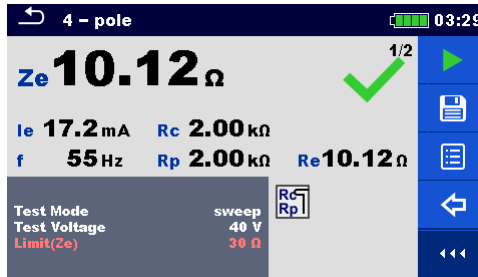 4 - pole 03:29
1/2
Ze 10.12 Ω
Ie 17.2 mA Rc 2.00 kΩ
f 55 Hz Rp 2.00 kΩ Re 10.12 Ω
Rc
Rp
Test Mode sweep
Test Voltage 40 V
Limit(Ze) 30 Ω